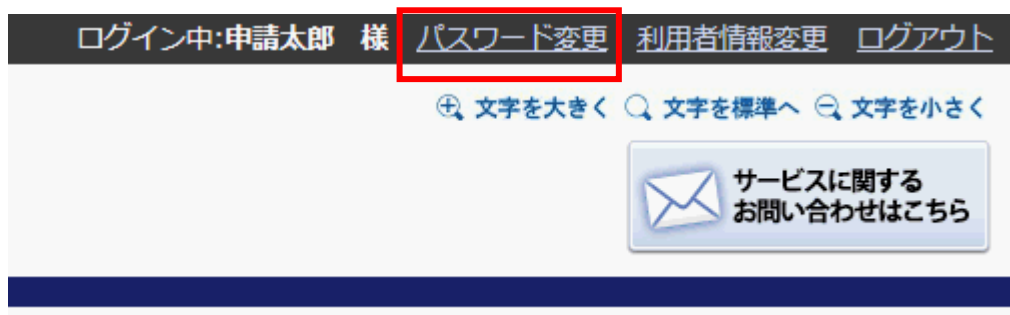 ログイン中:申請太郎　様 パスワード変更 利用者情報変更 ログアウト
文字を大きく 文字を標準へ 文字を小さく
サービスに関する
お問い合わせはこちら